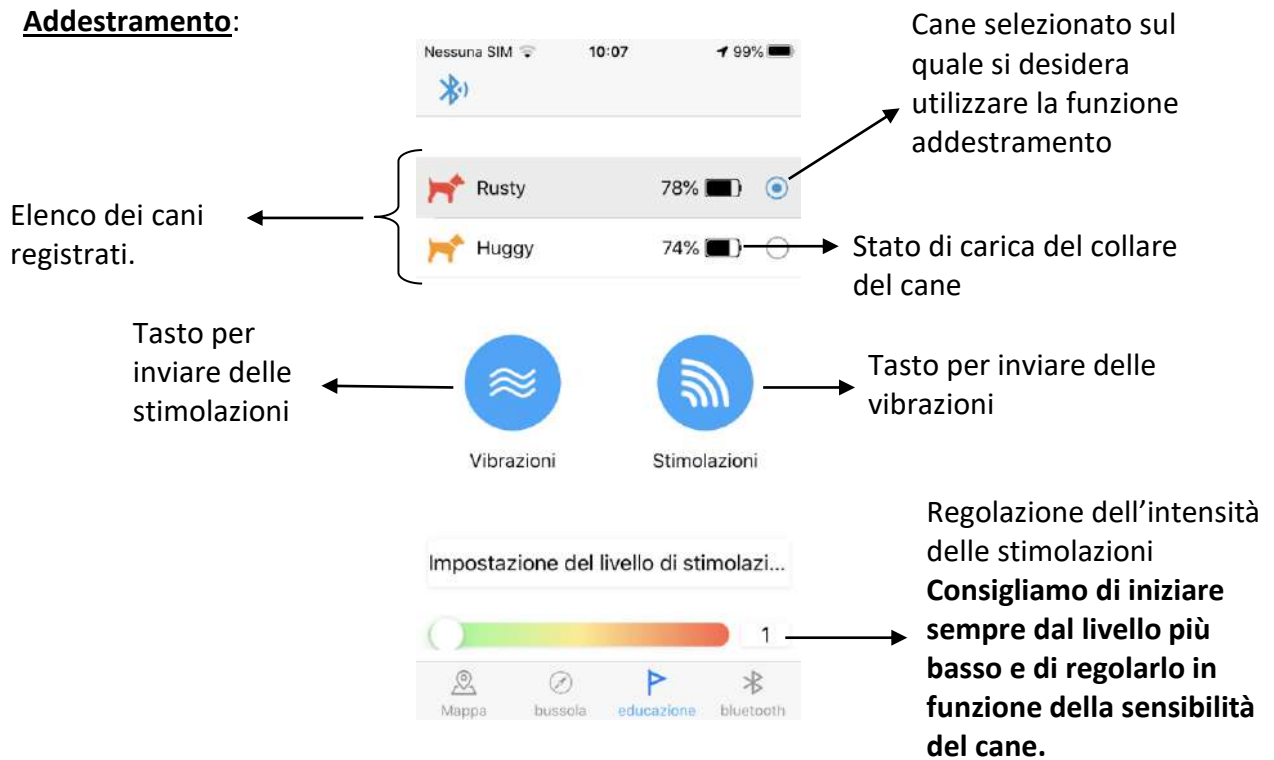 Addestramento:
Cane selezionato sul
quale si desidera
utilizzare la funzione
addestramento
Nessuna SIM 10:07 99%
Rusty 78%
Elenco dei cani
registrati.
Huggy 74%
Stato di carica del collare
del cane
Tasto per
inviare delle
stimolazioni
Tasto per inviare delle
vibrazioni
Vibrazioni Stimolazioni
Regolazione dell’intensità
delle stimolazioni
Consigliamo di iniziare
sempre dal livello più
basso e di regolarlo in
funzione della sensibilità
del cane.
Impostazione del livello di stimolazi...
1
Mappa bussola educazione bluetooth